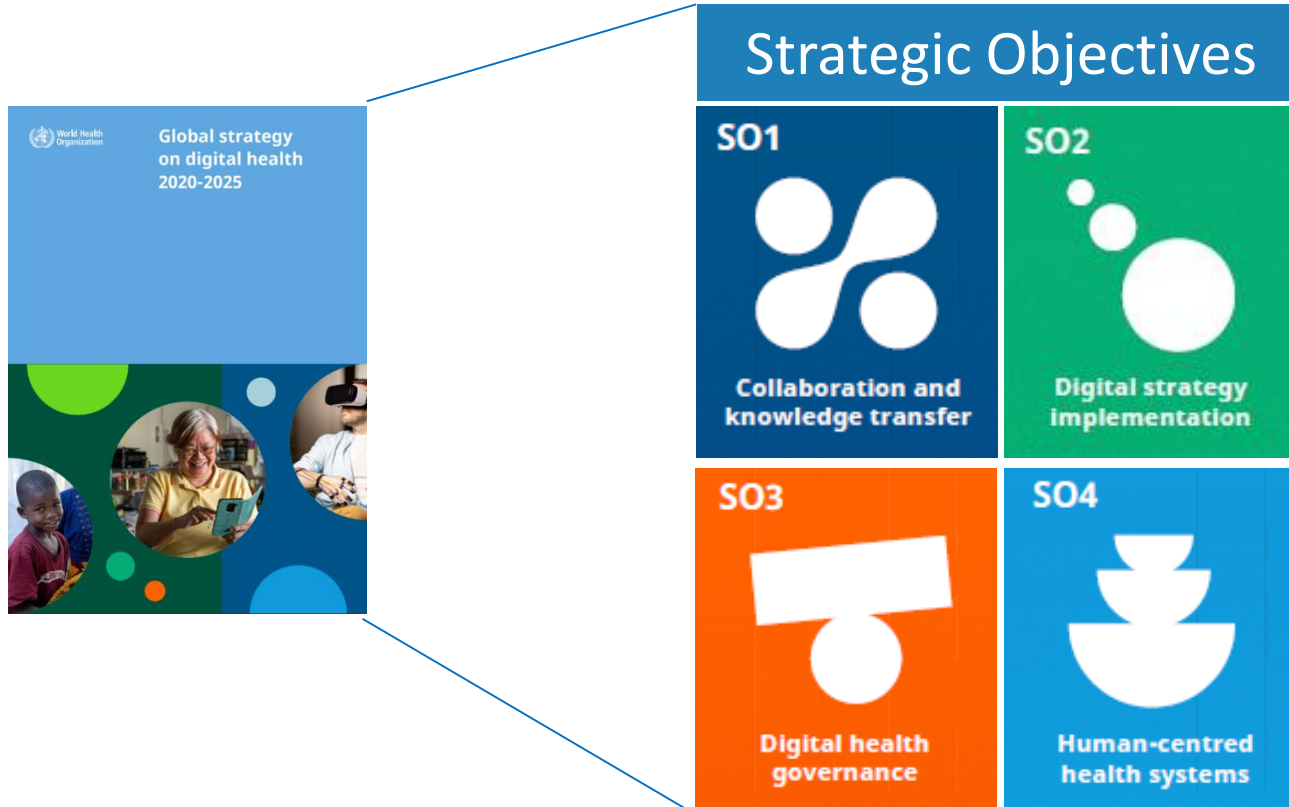 World Health
Organization
Global strategy
on digital health
2020-2025
Strategic Objectives
SO1
Collaboration and
knowledge transfer
SO2
Digital strategy
implementation
SO3
Digital health
governance
SO4
Human-centred
health systems